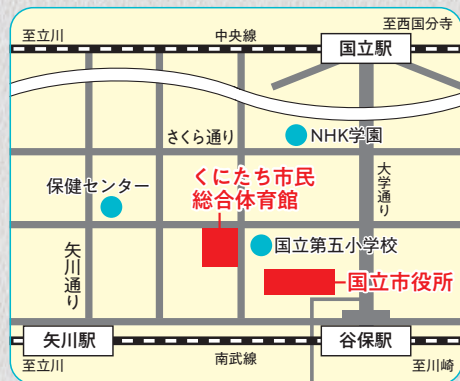 至立川
中央線
至西国分寺
国立駅
さくら通り
NHK学園
保健センター
くにたち市民
総合体育館
大学通り
矢川通り
国立第五小学校
国立市役所
矢川駅
谷保駅
至立川
南武線
至川崎